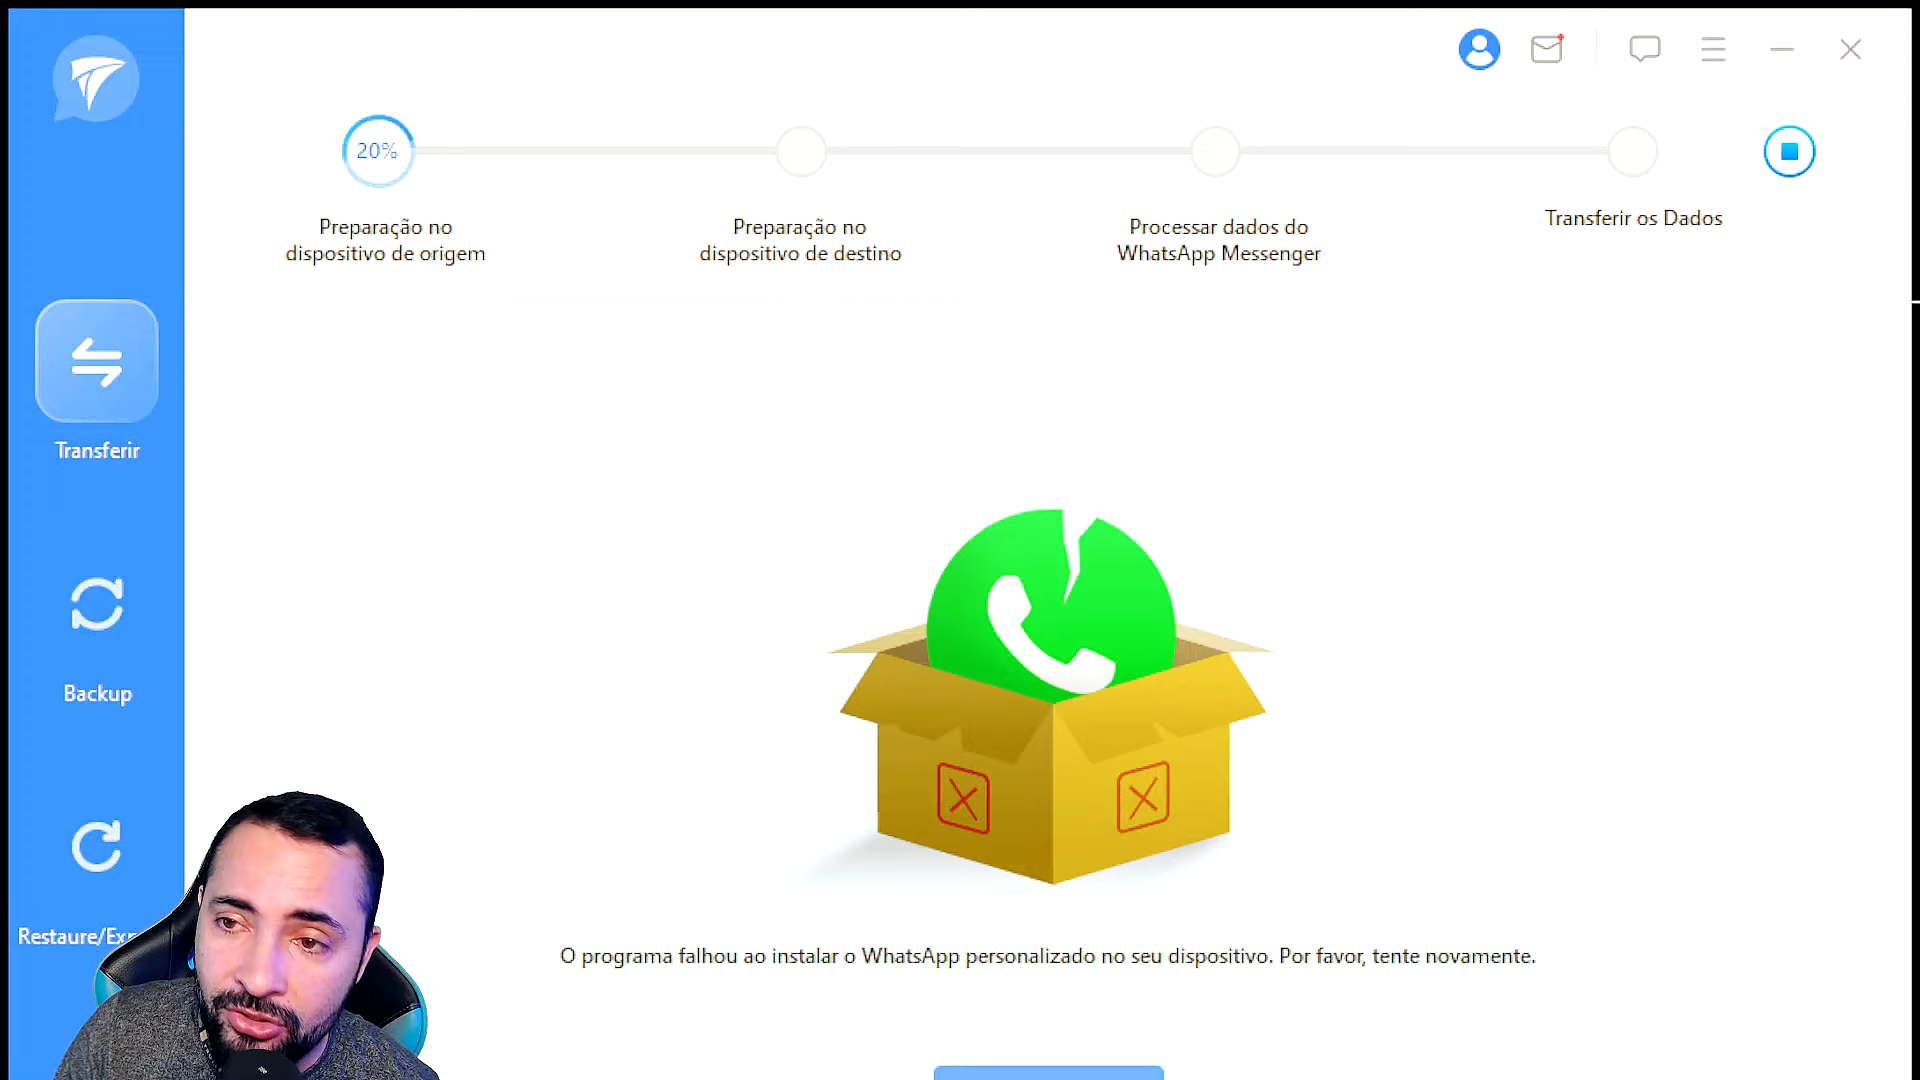 20%
Preparação no
dispositivo de origem
Preparação no
dispositivo de destino
Processar dados do
WhatsApp Messenger
Transferir os Dados
Transferir
Backup
O programa falhou ao instalar o WhatsApp personalizado no seu dispositivo. Por favor, tente novamente.